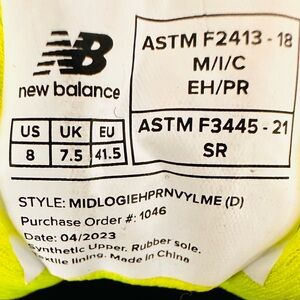 NB
new balance
ASTM F2413 - 18
M/I/C
EH/PR
US UK EU
8 7.5 41.5
ASTM F3445 - 21
SR
STYLE: MIDLOGIEHPRNVYLME (D)
Purchase Order #: 1046
Date: 04/2023
Synthetic Upper. Rubber sole.
Textile lining. Made in China